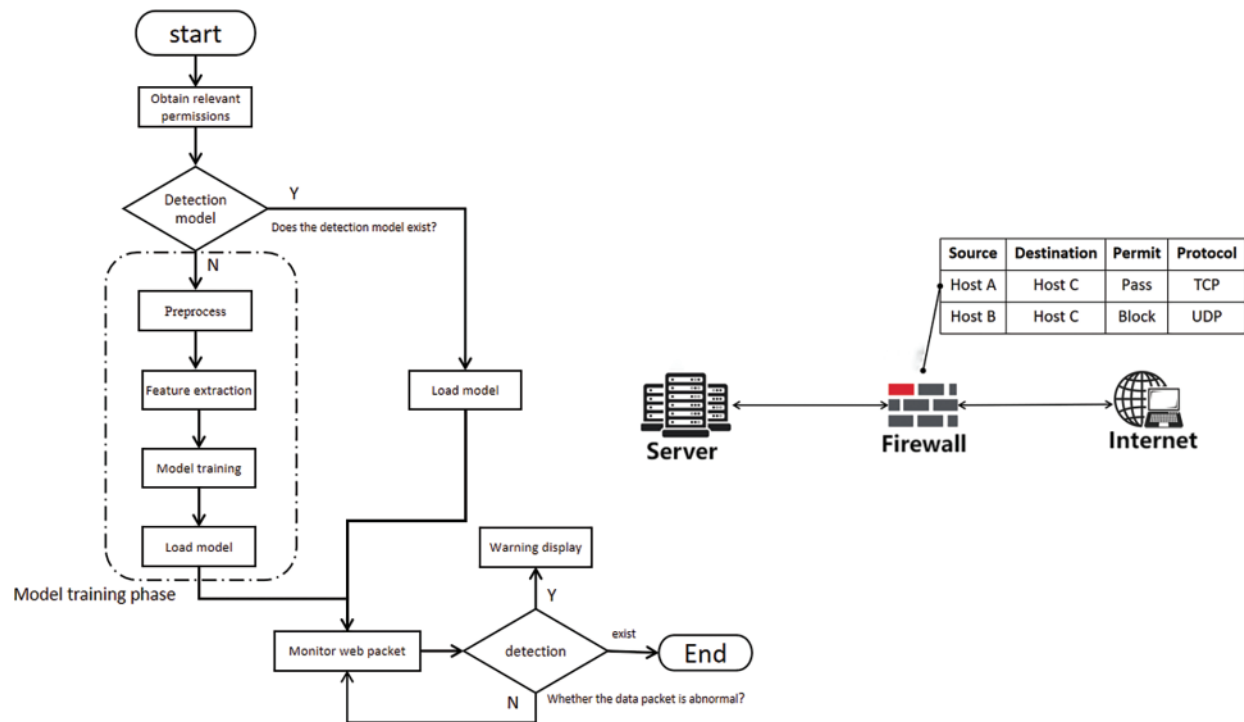 start
Obtain relevant
permissions
Detection
model
Y
Does the detection model exist?
N
Preprocess
Feature extraction
Model training
Load model
Model training phase
Load model
Monitor web packet
detection
Y
Warning display
exist
End
N
Whether the data packet is abnormal?
Source Destination Permit Protocol
Host A Host C Pass TCP
Host B Host C Block UDP
Server
Firewall
Internet